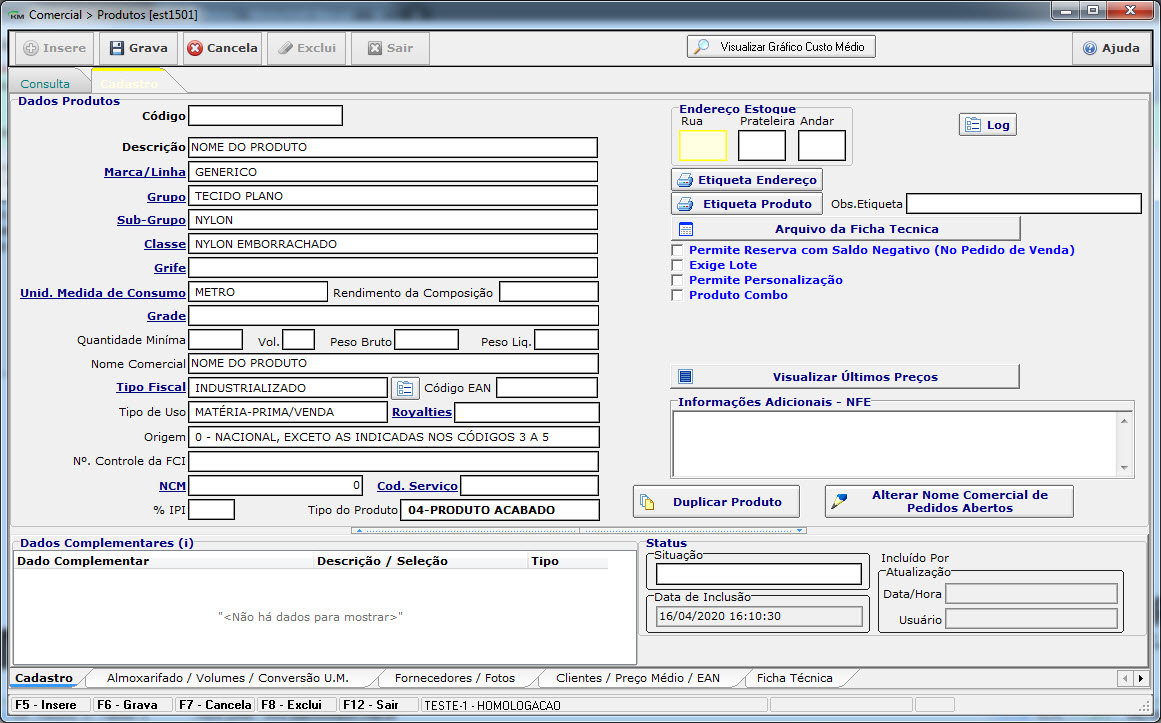 KM Comercial > Produtos [est1501]
Insere Grava Cancela Exclui Sair Visualizar Gráfico Custo Médio Ajuda
Consulta Cadastro
Dados Produtos
Código
Descrição NOME DO PRODUTO
Marca/Linha GENERICO
Grupo TECIDO PLANO
Sub-Grupo NYLON
Classe NYLON EMBORRACHADO
Grife
Unid. Medida de Consumo METRO Rendimento da Composição
Grade
Quantidade Miníma Vol. Peso Bruto Peso Liq.
Nome Comercial NOME DO PRODUTO
Tipo Fiscal INDUSTRIALIZADO Código EAN
Tipo de Uso MATÉRIA-PRIMA/VENDA Royalties
Origem 0 - NACIONAL, EXCETO AS INDICADAS NOS CÓDIGOS 3 A 5
Nº. Controle da FCI
NCM 0 Cod. Serviço
% IPI Tipo do Produto 04-PRODUTO ACABADO
Endereço Estoque
Rua Prateleira Andar
Log
Etiqueta Endereço
Etiqueta Produto Obs.Etiqueta
Arquivo da Ficha Tecnica
Permite Reserva com Saldo Negativo (No Pedido de Venda)
Exige Lote
Permite Personalização
Produto Combo
Visualizar Últimos Preços
Informações Adicionais - NFE
Duplicar Produto
Alterar Nome Comercial de
Pedidos Abertos
Dados Complementares (i)
Dado Complementar Descrição / Seleção Tipo
"<Não há dados para mostrar>"
Status
Situação
Data de Inclusão
16/04/2020 16:10:30
Incluído Por
Atualização
Data/Hora
Usuário
Cadastro Almoxarifado / Volumes / Conversão U.M. Fornecedores / Fotos Clientes / Preço Médio / EAN Ficha Técnica
F5 - Insere F6 - Grava F7 - Cancela F8 - Exclui F12 - Sair TESTE-1 - HOMOLOGACAO